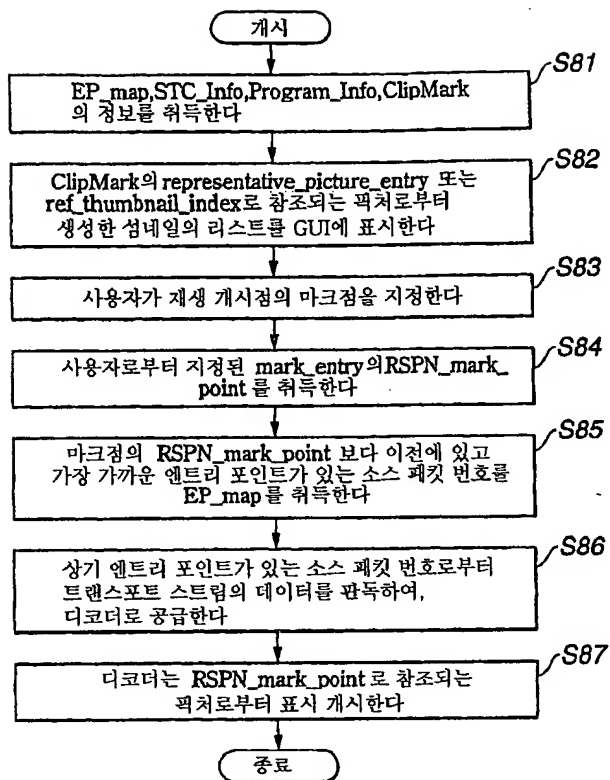 개시
S81
EP_map,STC_Info,Program_Info,ClipMark
의 정보를 취득한다
S82
ClipMark의 representative_picture_entry 또는
ref_thumbnail_index로 참조되는 픽처로부터
생성한 섬네일의 리스트를 GUI에 표시한다
S83
사용자가 재생 개시점의 마크점을 지정한다
S84
사용자로부터 지정된 mark_entry의RSPN_mark_
point 를 취득한다
S85
마크점의 RSPN_mark_point 보다 이전에 있고
가장 가까운 엔트리 포인트가 있는 소스 패킷 번호를
EP_map를 취득한다
S86
상기 엔트리 포인트가 있는 소스 패킷 번호로부터
트랜스포트 스트림의 데이터를 판독하여,
디코더로 공급한다
S87
디코더는 RSPN_mark_point 로 참조되는
픽처로부터 표시 개시한다
종료